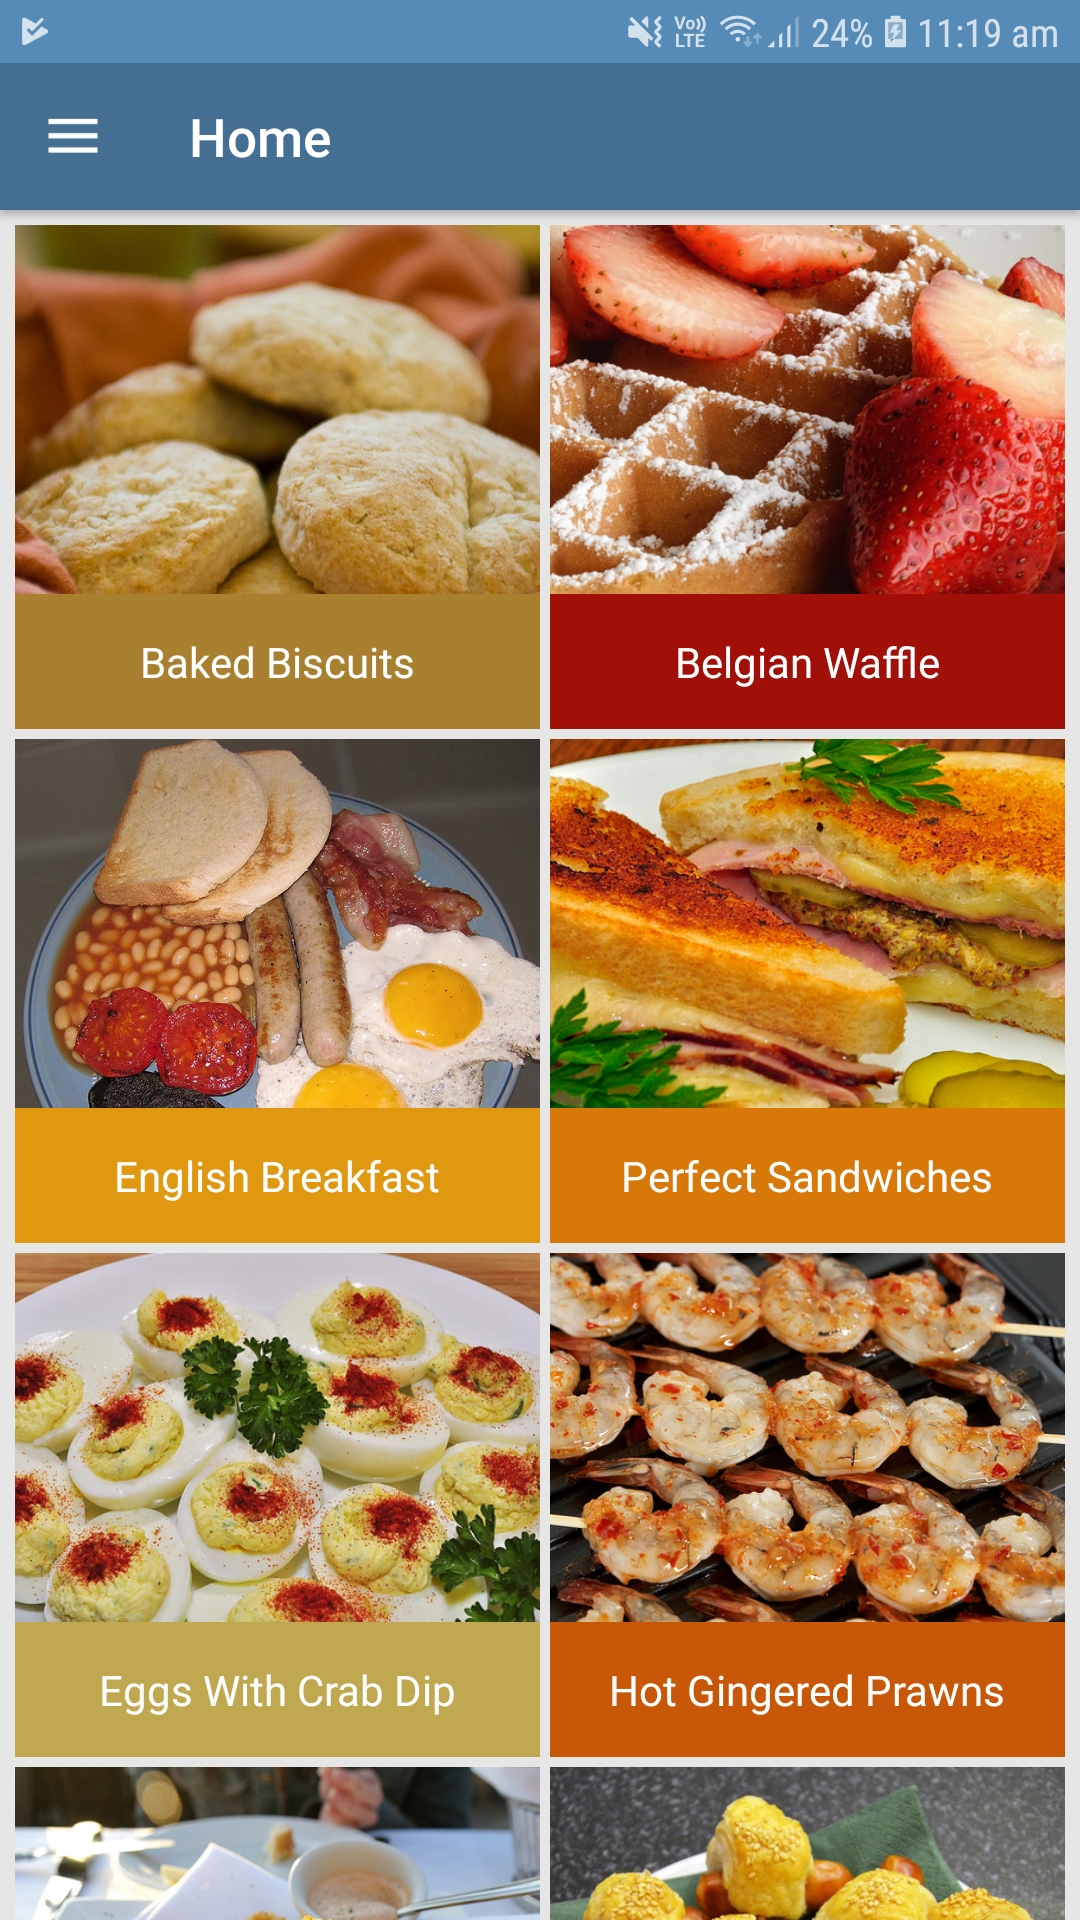 Vo)) LTE 24% 11:19 am
Home
Baked Biscuits
Belgian Waffle
English Breakfast
Perfect Sandwiches
Eggs With Crab Dip
Hot Gingered Prawns